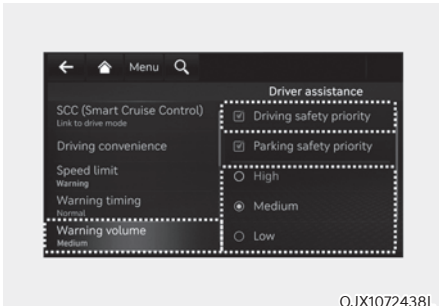 Menu
Driver assistance
SCC (Smart Cruise Control)
Link to drive mode
Driving safety priority
Driving convenience
Parking safety priority
Speed limit
Warning
High
Warning timing
Normal
Medium
Warning volume
Medium
Low
OJX1072438L